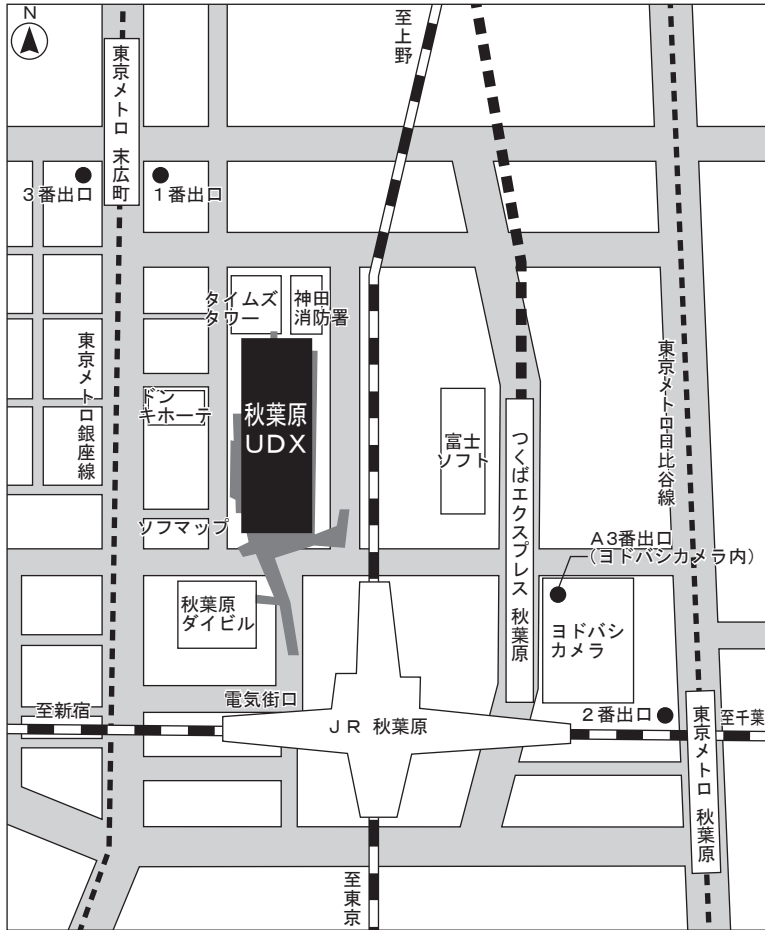 N
至上野
東京メトロ 末広町
3番出口
1番出口
タイムズ
タワー
神田
消防署
東京メトロ銀座線
ドン
キホーテ
秋葉原
UDX
富士
ソフト
つくばエクスプレス 秋葉原
東京メトロ日比谷線
ソフマップ
A3番出口
(ヨドバシカメラ内)
秋葉原
ダイビル
ヨドバシ
カメラ
電気街口
至新宿
JR 秋葉原
2番出口
東京メトロ 秋葉原
至千葉
至東京